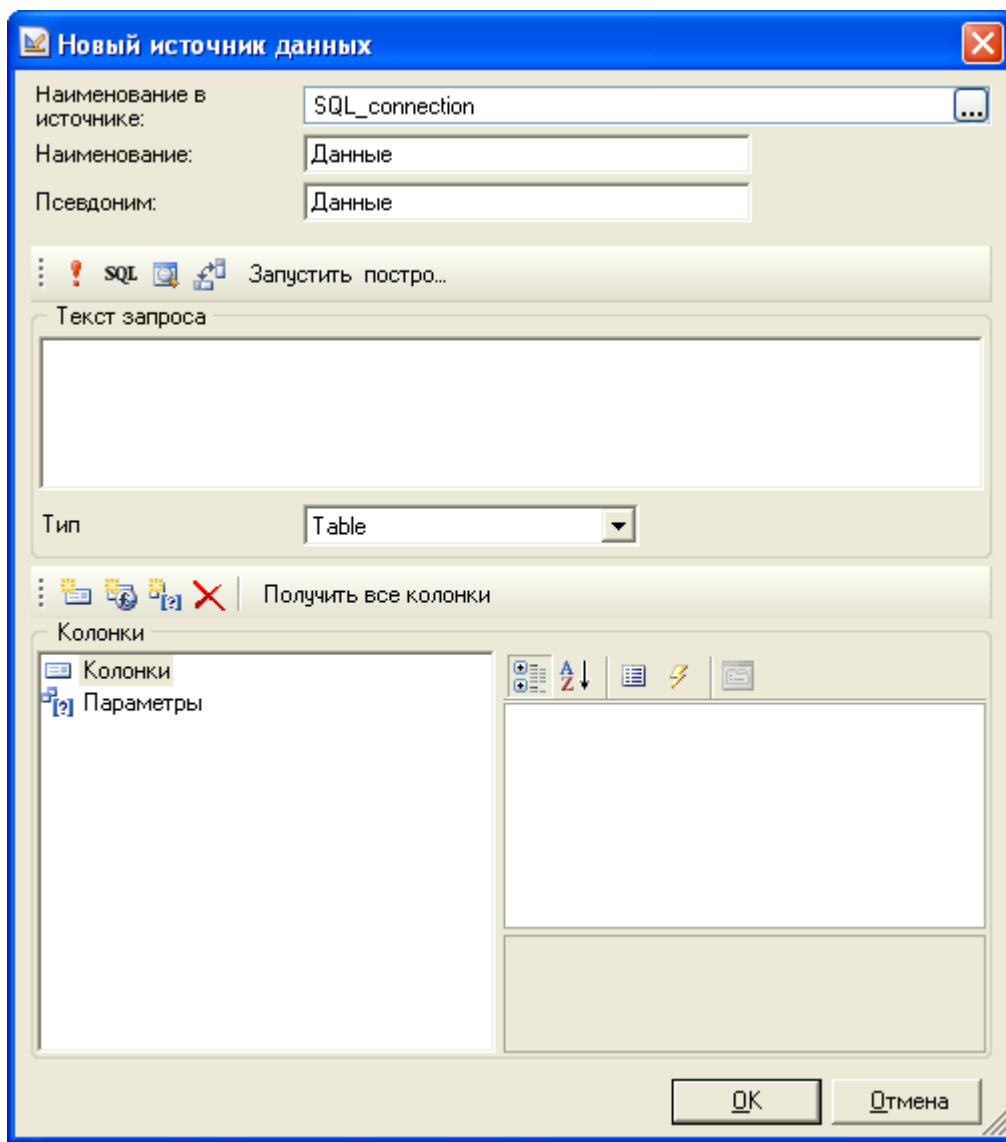 Новый источник данных
Наименование в
источнике:
SQL_connection
...
Наименование:
Данные
Псевдоним:
Данные
SQL
Запустить постро...
Текст запроса
Тип
Table
Получить все колонки
Колонки
Колонки
Параметры
OK
Отмена